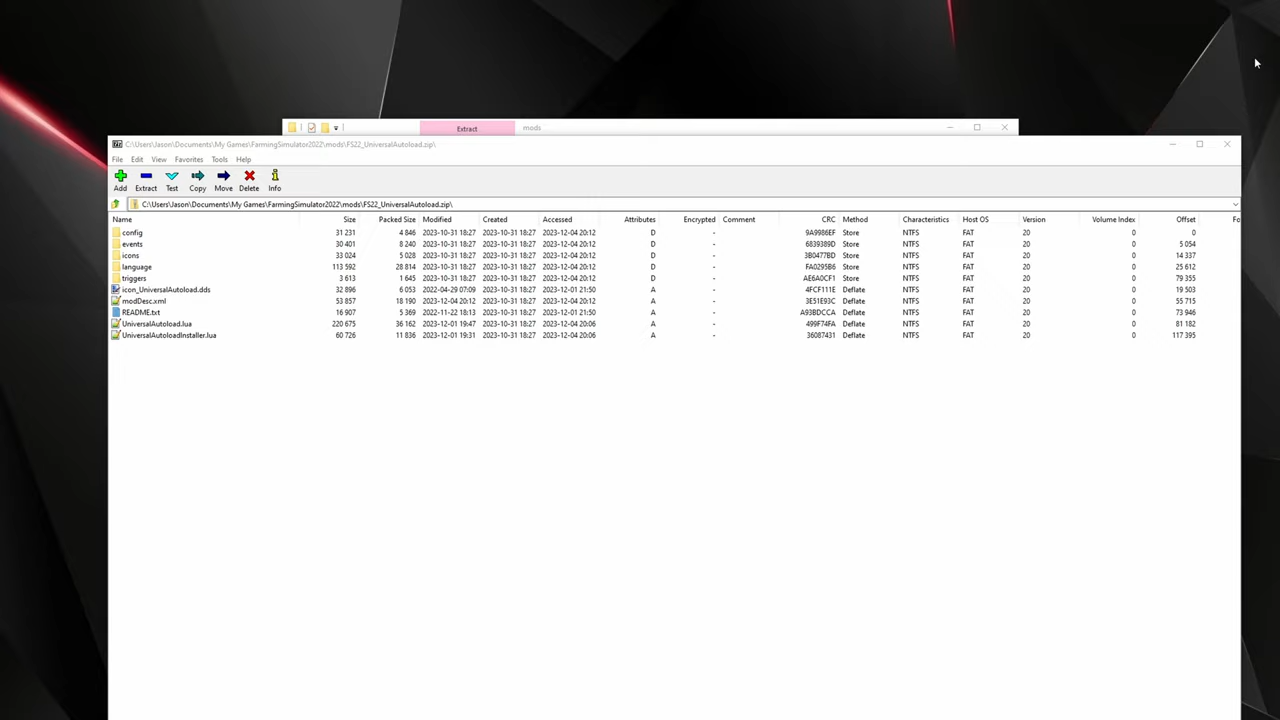 Extract mods
C:\Users\Jason\Documents\My Games\FarmingSimulator2022\mods\FS22_UniversalAutoload.zip\
File Edit View Favorites Tools Help
Add Extract Test Copy Move Delete Info
C:\Users\Jason\Documents\My Games\FarmingSimulator2022\mods\FS22_UniversalAutoload.zip\
Name Size Packed Size Modified Created Accessed Attributes Encrypted Comment CRC Method Characteristics Host OS Version Volume Index Offset Fo
config 31 231 4 846 2023-10-31 18:27 2023-10-31 18:27 2023-12-04 20:12 D - 9A9986EF Store NTFS FAT 20 0 0
events 30 401 8 240 2023-10-31 18:27 2023-10-31 18:27 2023-12-04 20:12 D - 6839389D Store NTFS FAT 20 0 5 054
icons 33 024 5 028 2023-10-31 18:27 2023-10-31 18:27 2023-12-04 20:12 D - 3B0477BD Store NTFS FAT 20 0 14 337
language 113 592 28 814 2023-10-31 18:27 2023-10-31 18:27 2023-12-04 20:12 D - FA0295B6 Store NTFS FAT 20 0 25 612
triggers 3 613 1 645 2023-10-31 18:27 2023-10-31 18:27 2023-12-04 20:12 D - AE6A0CF1 Store NTFS FAT 20 0 79 355
icon_UniversalAutoload.dds 32 896 6 053 2022-04-29 07:09 2023-10-31 18:27 2023-12-01 21:50 A - 4FCF111E Deflate NTFS FAT 20 0 19 503
modDesc.xml 53 857 18 190 2023-12-04 20:12 2023-10-31 18:27 2023-12-04 20:12 A - 3E51E93C Deflate NTFS FAT 20 0 55 715
README.txt 16 907 5 369 2022-11-22 18:13 2023-10-31 18:27 2023-12-01 21:50 A - A93BDCCA Deflate NTFS FAT 20 0 73 946
UniversalAutoload.lua 220 675 36 162 2023-12-01 19:47 2023-10-31 18:27 2023-12-04 20:06 A - 499F74FA Deflate NTFS FAT 20 0 81 182
UniversalAutoloadInstaller.lua 60 726 11 836 2023-12-01 19:31 2023-10-31 18:27 2023-12-04 20:06 A - 36087431 Deflate NTFS FAT 20 0 117 395